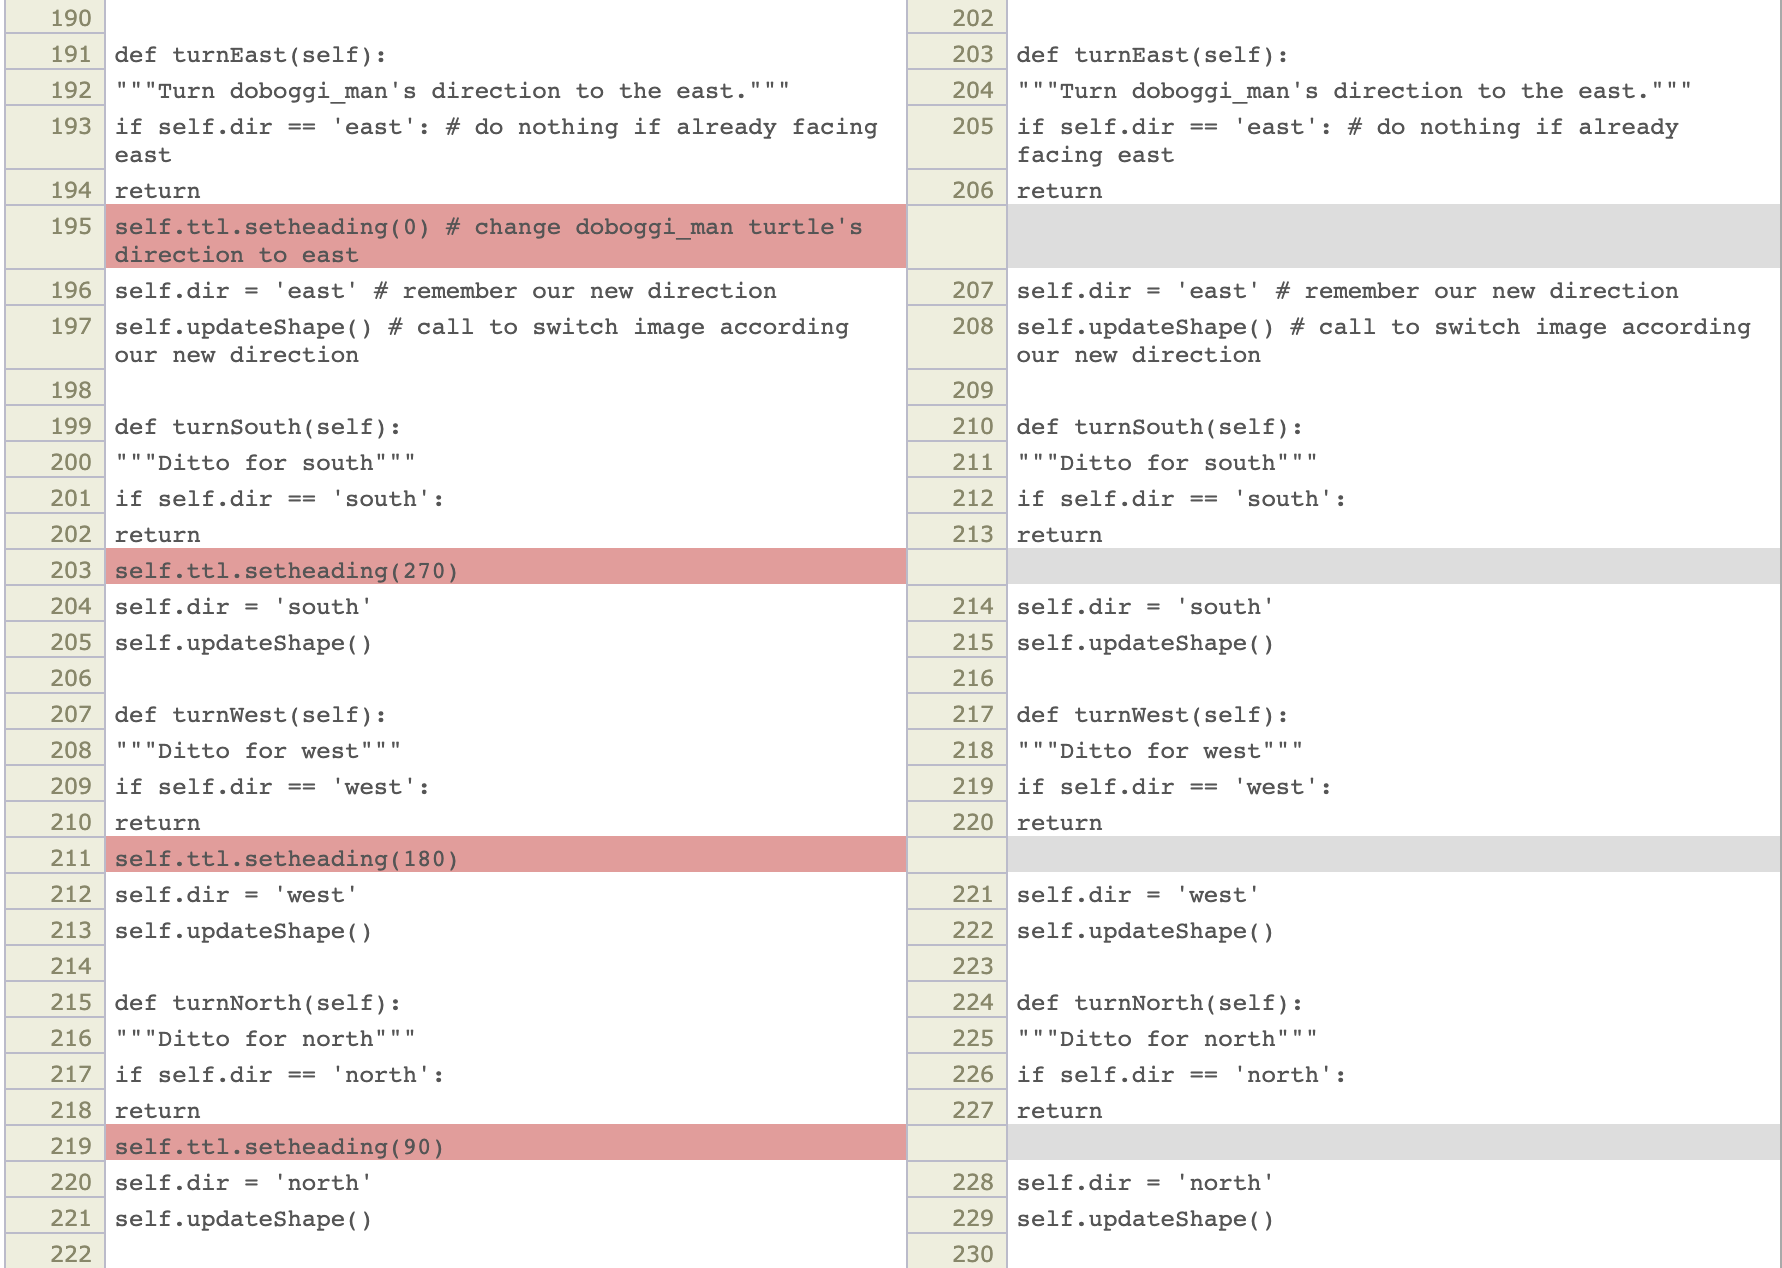 190 202
191 def turnEast(self): 203 def turnEast(self):
192 """Turn doboggi_man's direction to the east.""" 204 """Turn doboggi_man's direction to the east."""
193 if self.dir == 'east': # do nothing if already facing 205 if self.dir == 'east': # do nothing if already
east facing east
194 return 206 return
195 self.ttl.setheading(0) # change doboggi_man turtle's
direction to east
196 self.dir = 'east' # remember our new direction 207 self.dir = 'east' # remember our new direction
197 self.updateShape() # call to switch image according 208 self.updateShape() # call to switch image according
our new direction our new direction
198 209
199 def turnSouth(self): 210 def turnSouth(self):
200 """Ditto for south""" 211 """Ditto for south"""
201 if self.dir == 'south': 212 if self.dir == 'south':
202 return 213 return
203 self.ttl.setheading(270)
204 self.dir = 'south' 214 self.dir = 'south'
205 self.updateShape() 215 self.updateShape()
206 216
207 def turnWest(self): 217 def turnWest(self):
208 """Ditto for west""" 218 """Ditto for west"""
209 if self.dir == 'west': 219 if self.dir == 'west':
210 return 220 return
211 self.ttl.setheading(180)
212 self.dir = 'west' 221 self.dir = 'west'
213 self.updateShape() 222 self.updateShape()
214 223
215 def turnNorth(self): 224 def turnNorth(self):
216 """Ditto for north""" 225 """Ditto for north"""
217 if self.dir == 'north': 226 if self.dir == 'north':
218 return 227 return
219 self.ttl.setheading(90)
220 self.dir = 'north' 228 self.dir = 'north'
221 self.updateShape() 229 self.updateShape()
222 230